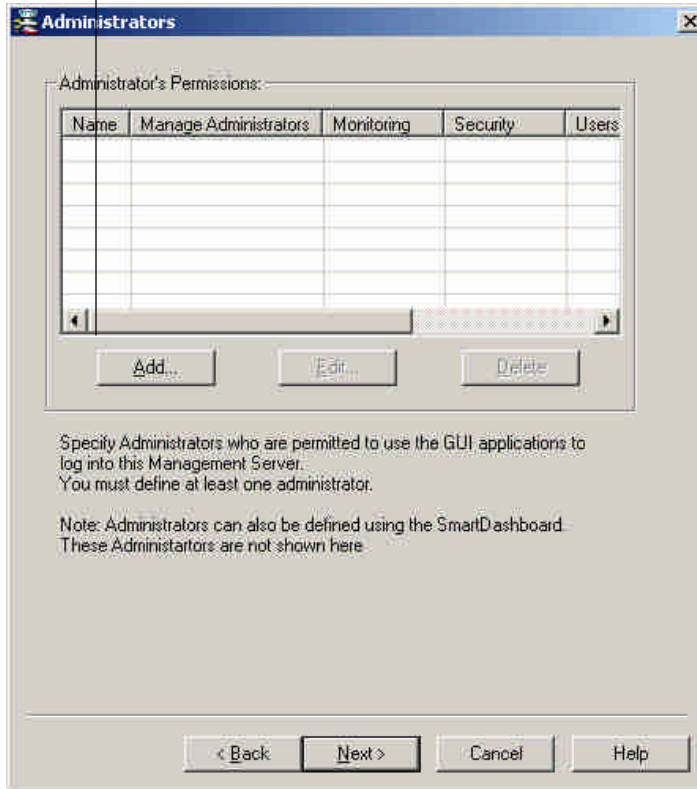 Administrators
Administrator's Permissions:
Name Manage Administrators Monitoring Security Users
Add... Edit... Delete
Specify Administrators who are permitted to use the GUI applications to
log into this Management Server.
You must define at least one administrator.
Note: Administrators can also be defined using the SmartDashboard.
These Administartors are not shown here
< Back Next > Cancel Help